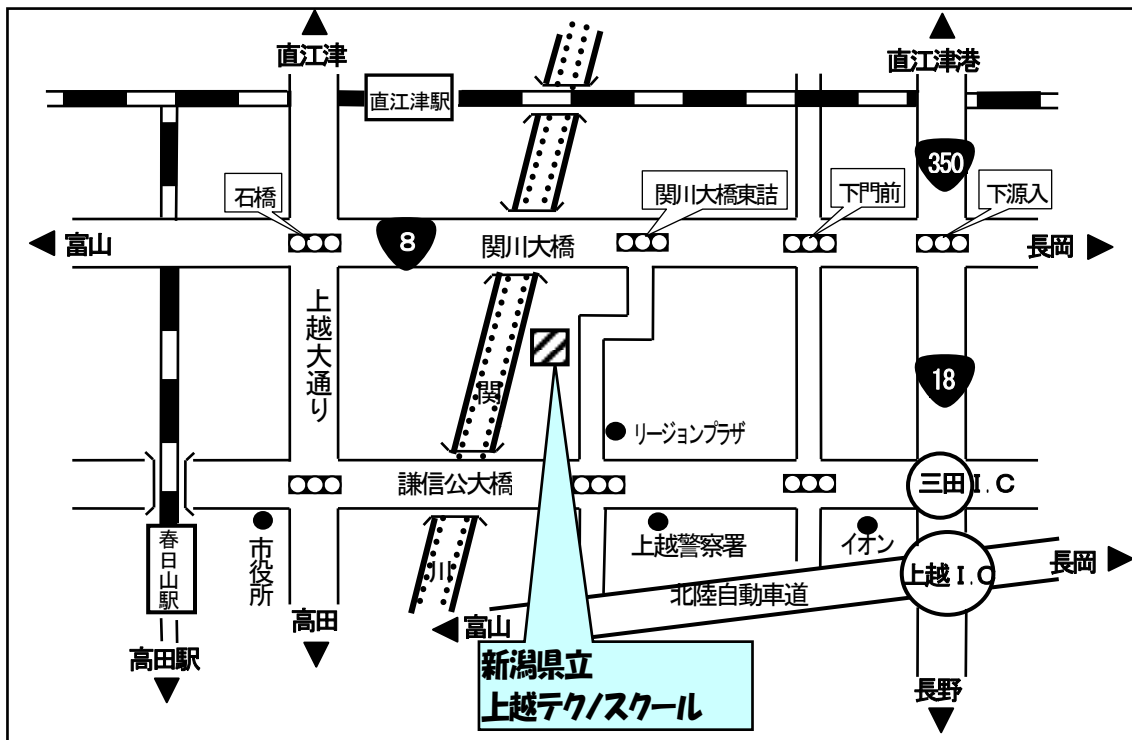 直江津
直江津港
直江津駅
350
石橋
関川大橋東詰
下門前
下源入
富山
8
関川大橋
長岡
上越大通り
関
18
リージョンプラザ
謙信公大橋
三田I.C
春日山駅
市役所
上越警察署
イオン
川
北陸自動車道
上越I.C
長岡
高田
富山
高田駅
新潟県立
上越テクノスクール
長野